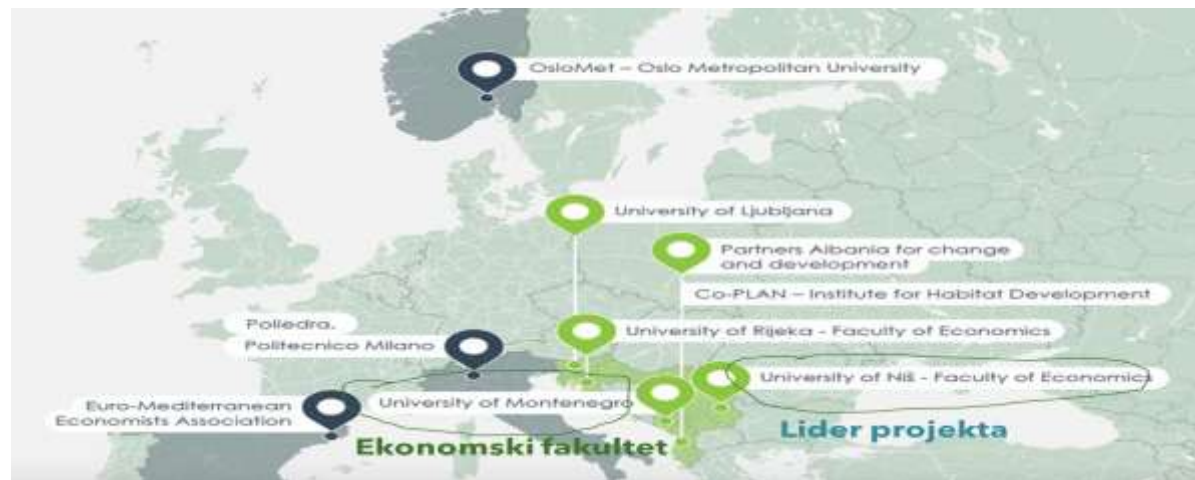 OsloMet – Oslo Metropolitan University
University of Ljubljana
Partners Albania for change
and development
Co-PLAN – Institute for Habitat Development
Poliedra,
Politecnico Milano
University of Rijeka - Faculty of Economics
University of Niš - Faculty of Economics
Euro-Mediterranean
Economists Association
University of Montenegro
Ekonomski fakultet
Lider projekta